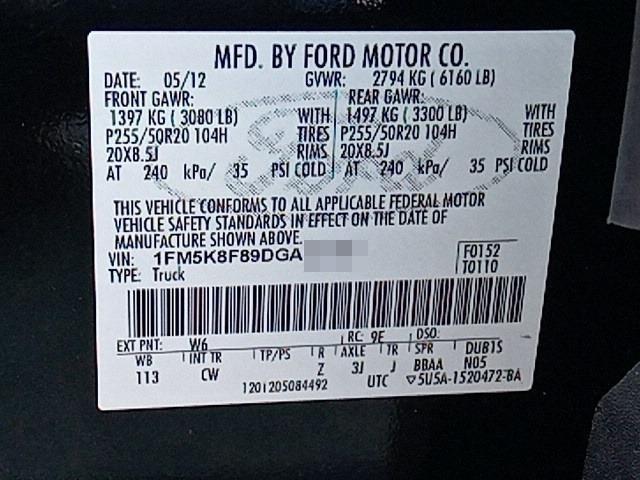 MFD. BY FORD MOTOR CO.
DATE: 05/12 GVWR: 2794 KG ( 6160 LB)
FRONT GAWR: REAR GAWR:
1397 KG ( 3080 LB) WITH 1497 KG ( 3300 LB) WITH
P255/50R20 104H TIRES P255/50R20 104H TIRES
20X8.5J RIMS 20X8.5J RIMS
AT 240 kPa/ 35 PSI COLD AT 240 kPa/ 35 PSI COLD
THIS VEHICLE CONFORMS TO ALL APPLICABLE FEDERAL MOTOR
VEHICLE SAFETY STANDARDS IN EFFECT ON THE DATE OF
MANUFACTURE SHOWN ABOVE.
VIN: 1FM5K8F89DGA F0152
TYPE: Truck T0110
EXT PNT: W6 RC: 9E DSO:
WB INT TR TP/PS R AXLE TR SPR DUB1S
113 CW Z 3J J BBAA N05
1201205084492 UTC ▽5U5A-1520472-BA